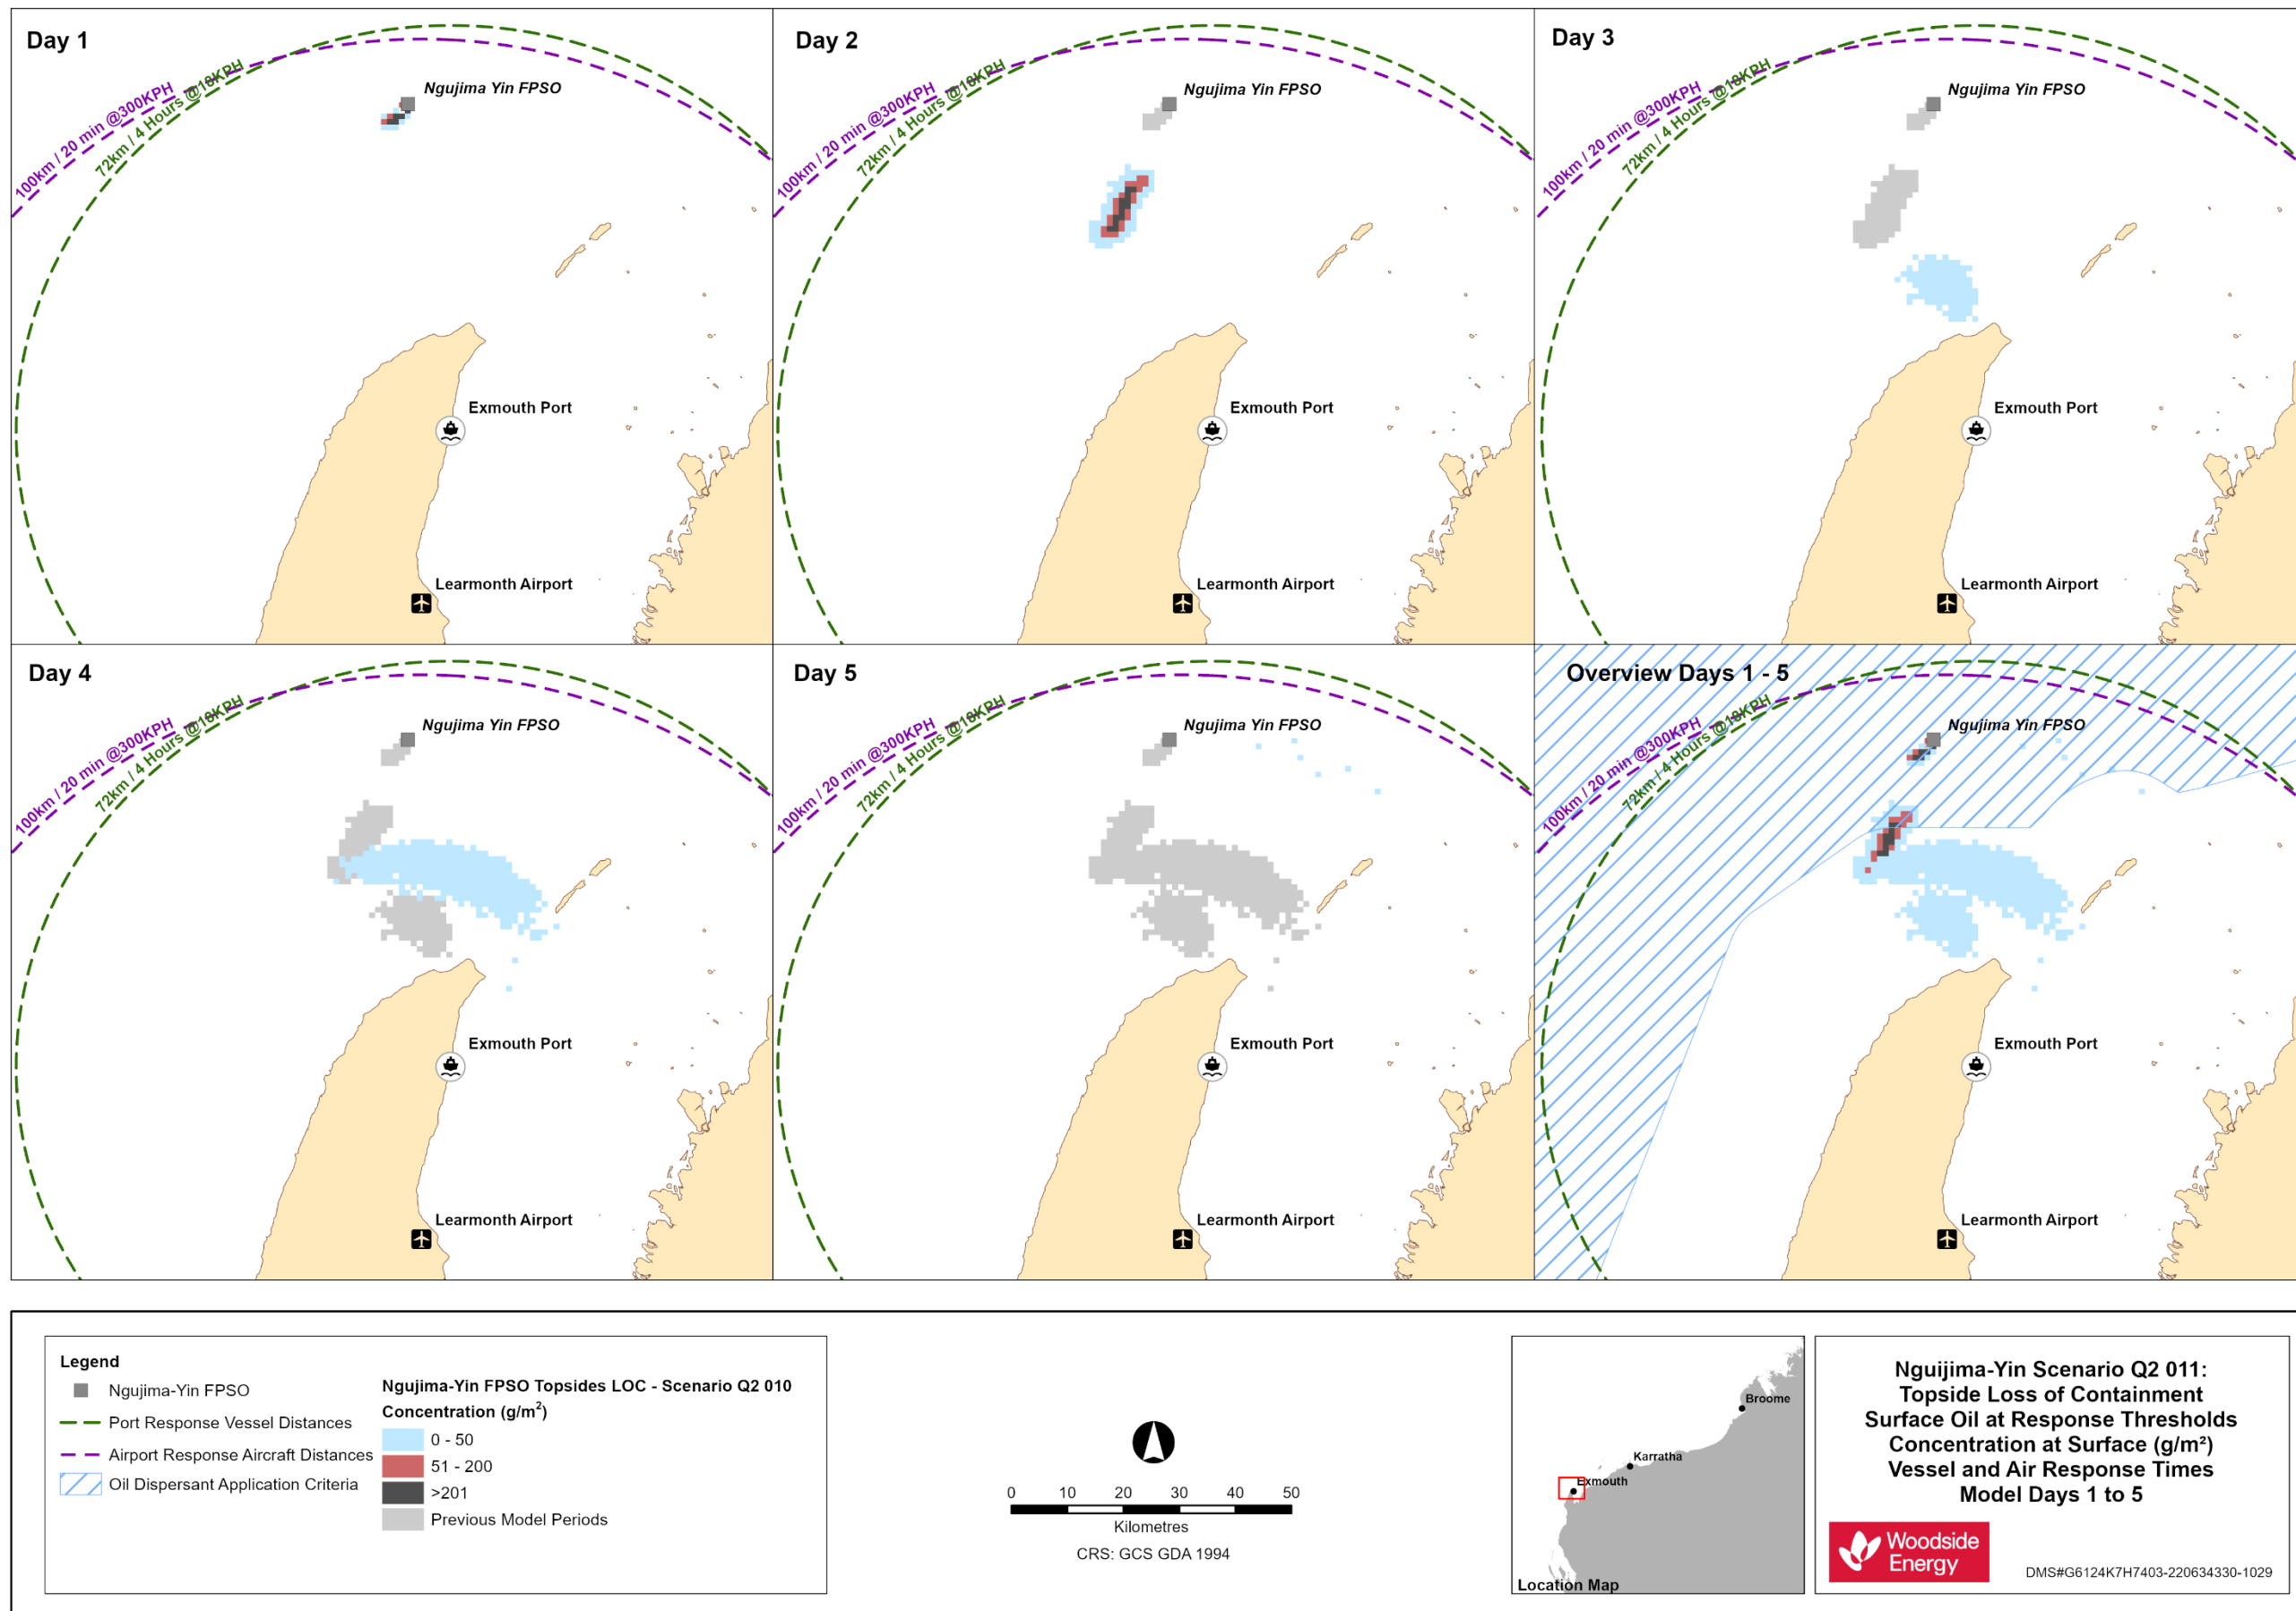 Day 1
Ngujima Yin FPSO
100km / 20 min @300KPH
72km / 4 Hours @18KPH
Exmouth Port
Learmonth Airport
Day 2
Ngujima Yin FPSO
100km / 20 min @300KPH
72km / 4 Hours @18KPH
Exmouth Port
Learmonth Airport
Day 3
Ngujima Yin FPSO
100km / 20 min @300KPH
72km / 4 Hours @18KPH
Exmouth Port
Learmonth Airport
Day 4
Ngujima Yin FPSO
100km / 20 min @300KPH
72km / 4 Hours @18KPH
Exmouth Port
Learmonth Airport
Day 5
Ngujima Yin FPSO
100km / 20 min @300KPH
72km / 4 Hours @18KPH
Exmouth Port
Learmonth Airport
Overview Days 1 - 5
Ngujima Yin FPSO
100km / 20 min @300KPH
72km / 4 Hours @18KPH
Exmouth Port
Learmonth Airport
Legend
Ngujima-Yin FPSO
Port Response Vessel Distances
Airport Response Aircraft Distances
Oil Dispersant Application Criteria
Ngujima-Yin FPSO Topsides LOC - Scenario Q2 010
Concentration (g/m²)
0 - 50
51 - 200
>201
Previous Model Periods
0 10 20 30 40 50
Kilometres
CRS: GCS GDA 1994
Broome
Karratha
Exmouth
Location Map
Nguijima-Yin Scenario Q2 011:
Topside Loss of Containment
Surface Oil at Response Thresholds
Concentration at Surface (g/m²)
Vessel and Air Response Times
Model Days 1 to 5
Woodside
Energy
DMS#G6124K7H7403-220634330-1029